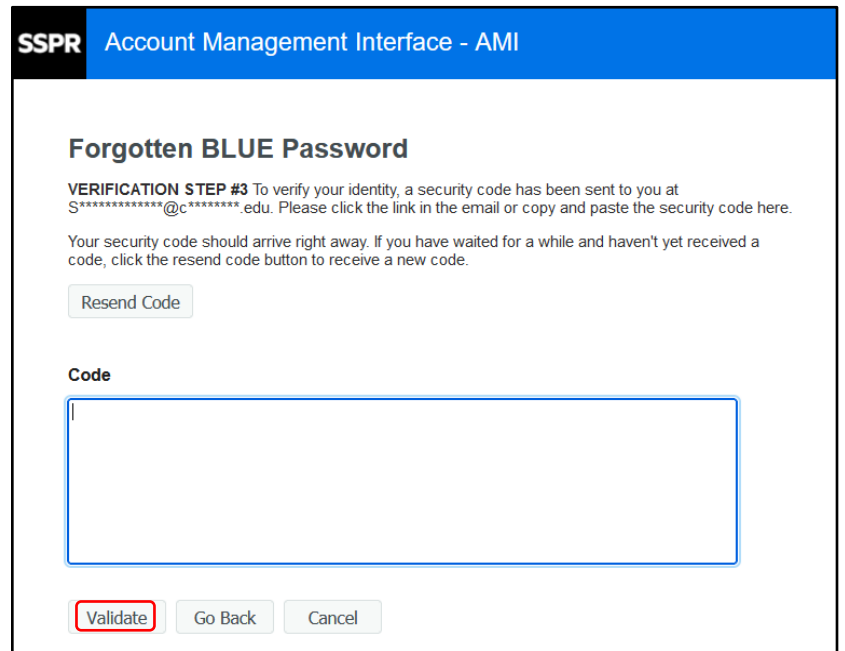 SSPR Account Management Interface - AMI
Forgotten BLUE Password
VERIFICATION STEP #3 To verify your identity, a security code has been sent to you at
S*************@c********.edu. Please click the link in the email or copy and paste the security code here.
Your security code should arrive right away. If you have waited for a while and haven't yet received a
code, click the resend code button to receive a new code.
Resend Code
Code
Validate Go Back Cancel